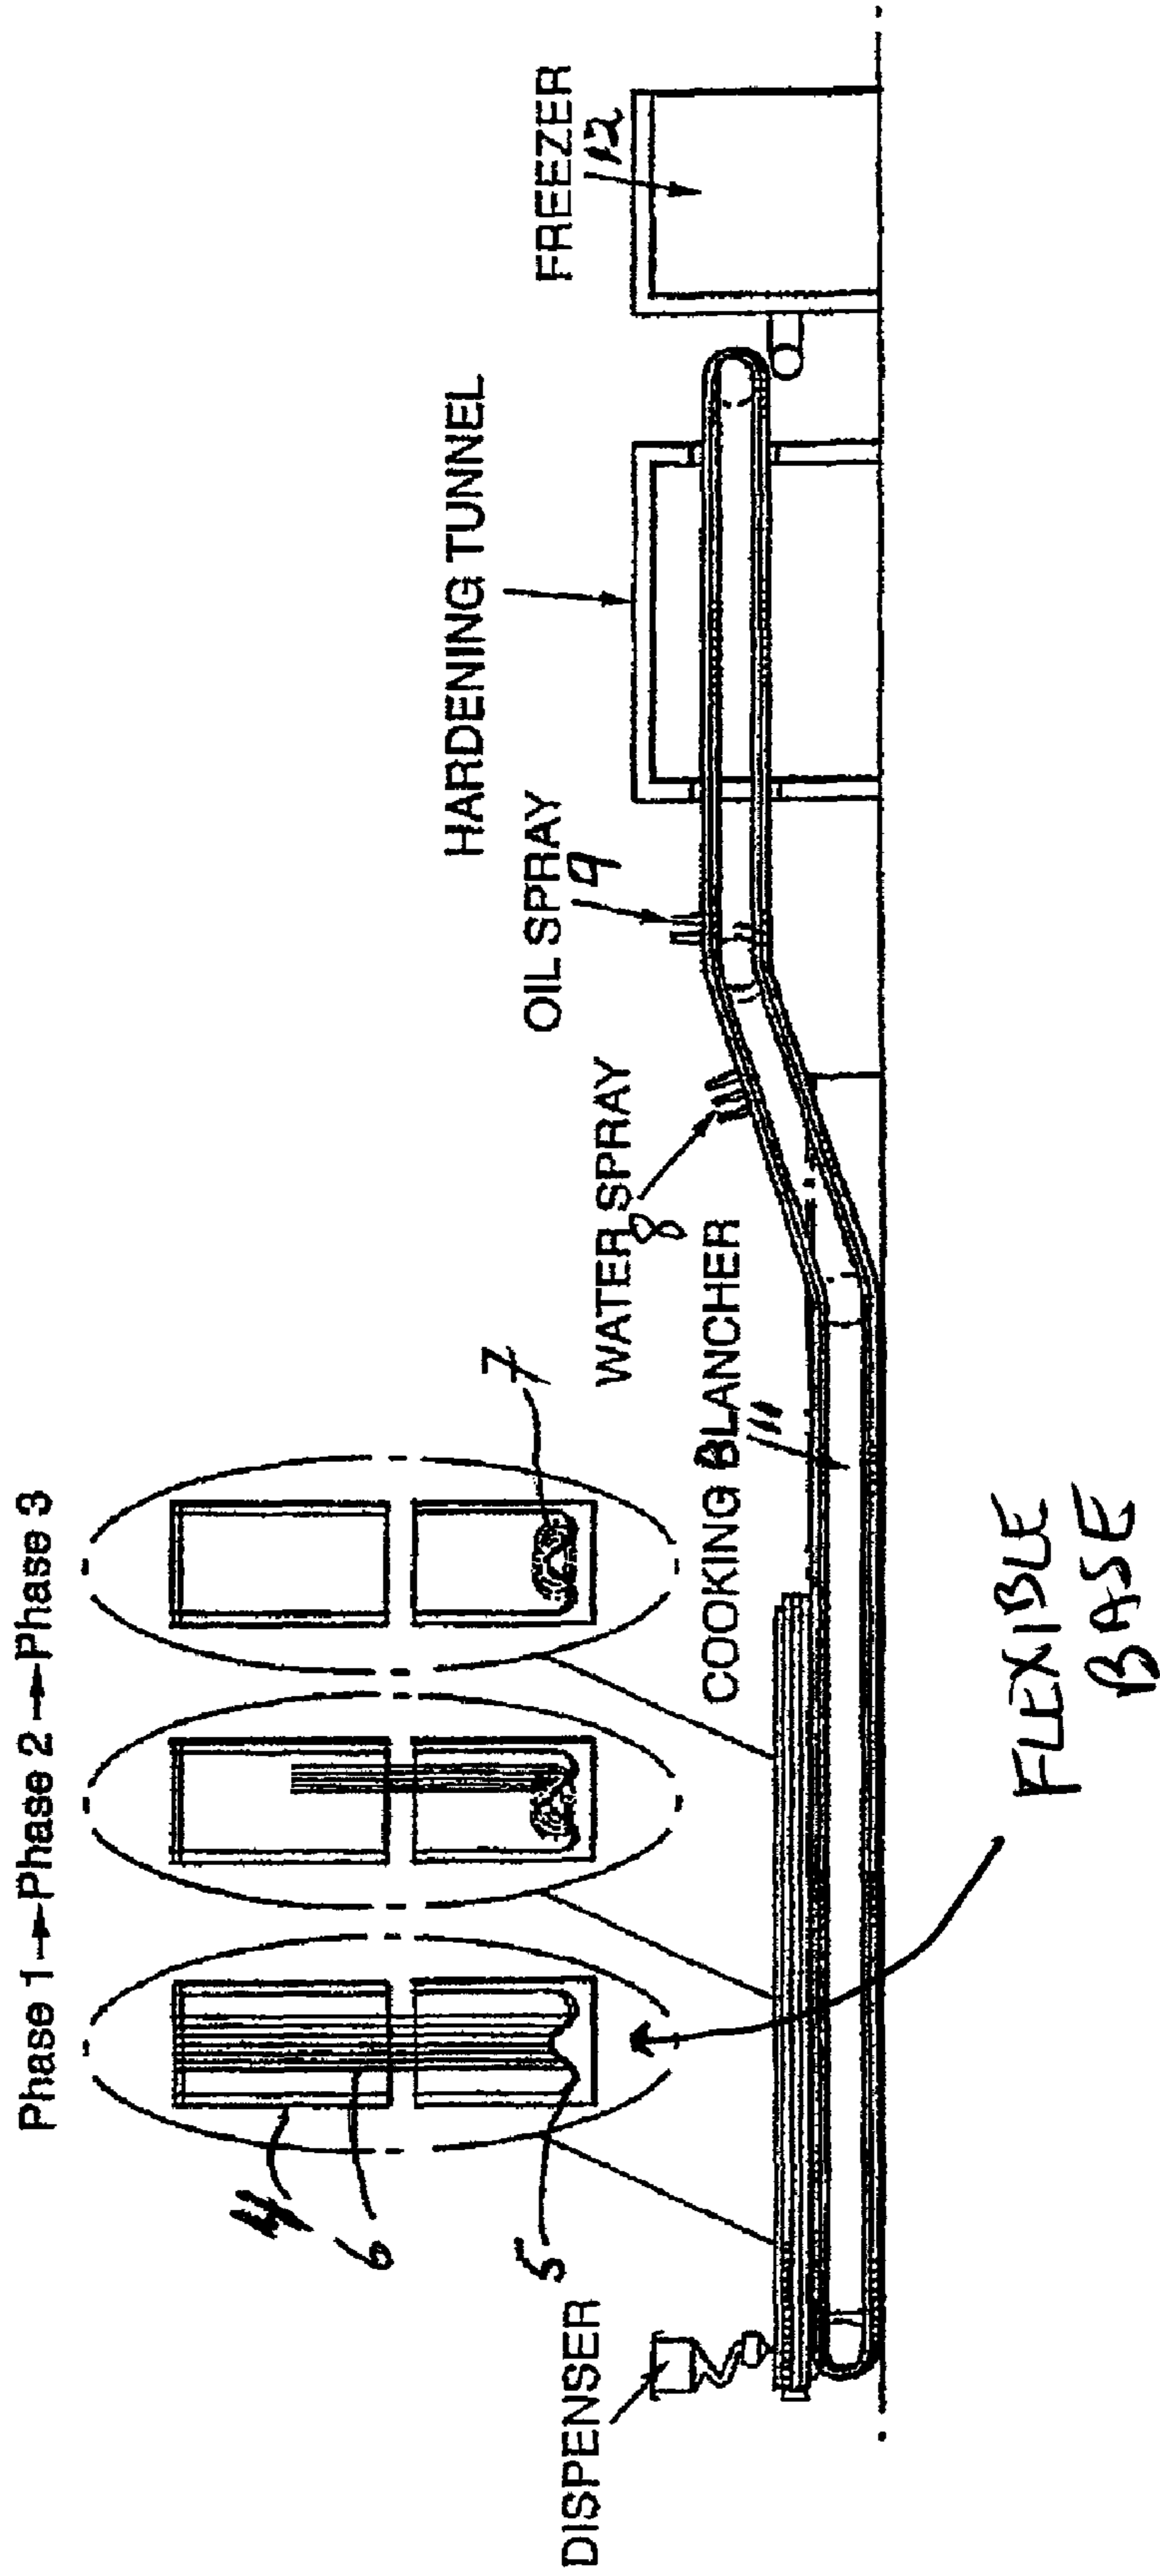 Phase 1→Phase 2→Phase 3
4
6
5
7
DISPENSER
COOKING BLANCHER
11
WATER SPRAY
8
OIL SPRAY
9
HARDENING TUNNEL
FREEZER
12
FLEXIBLE
BASE